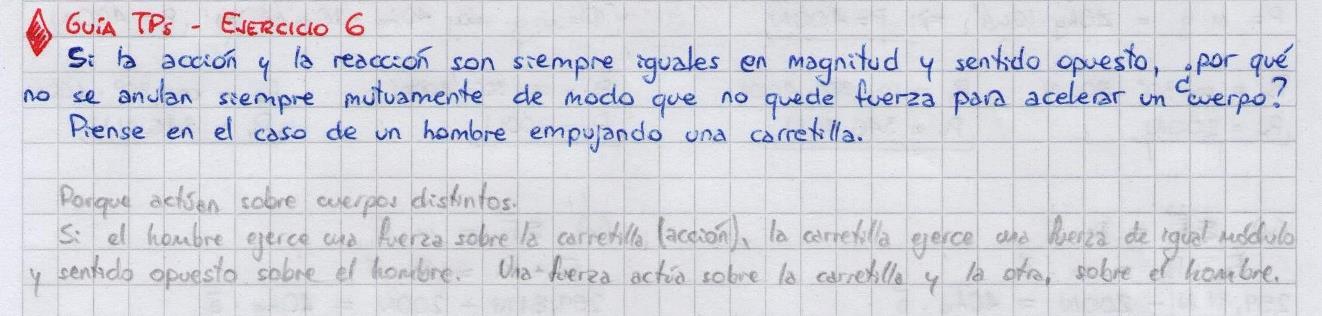 GUÍA TPs - EJERCICIO 6
Si la acción y la reacción son siempre iguales en magnitud y sentido opuesto, ¿por qué
no se anulan siempre mutuamente de modo que no quede fuerza para acelerar un cuerpo?
Piense en el caso de un hombre empujando una carretilla.
Porque actúan sobre cuerpos distintos.
Si el hombre ejerce una fuerza sobre la carretilla (acción), la carretilla ejerce una fuerza de igual módulo
y sentido opuesto sobre el hombre. Una fuerza actúa sobre la carretilla y la otra, sobre el hombre.